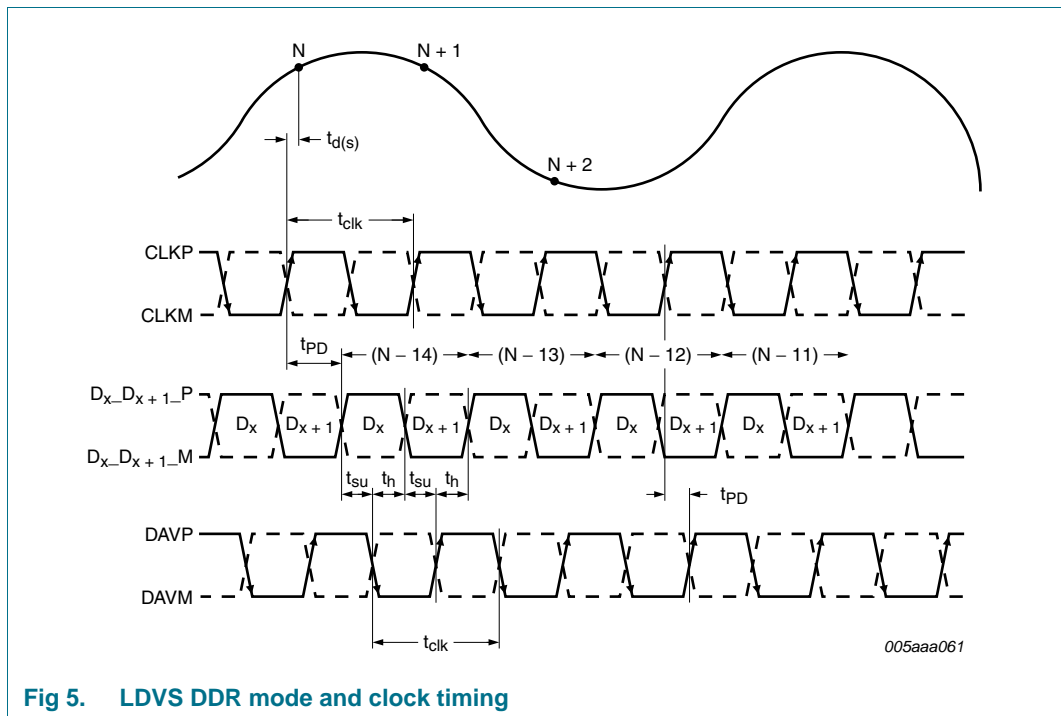 N
N + 1
t_d(s)
N + 2
t_clk
CLKP
CLKM
t_PD
(N − 14)
(N − 13)
(N − 12)
(N − 11)
D_x_D_x + 1_P
D_x
D_x + 1
D_x
D_x + 1
D_x
D_x + 1
D_x
D_x + 1
D_x
D_x + 1
D_x_D_x + 1_M
t_su
t_h
t_su
t_h
t_PD
DAVP
DAVM
t_clk
005aaa061
Fig 5. LDVS DDR mode and clock timing